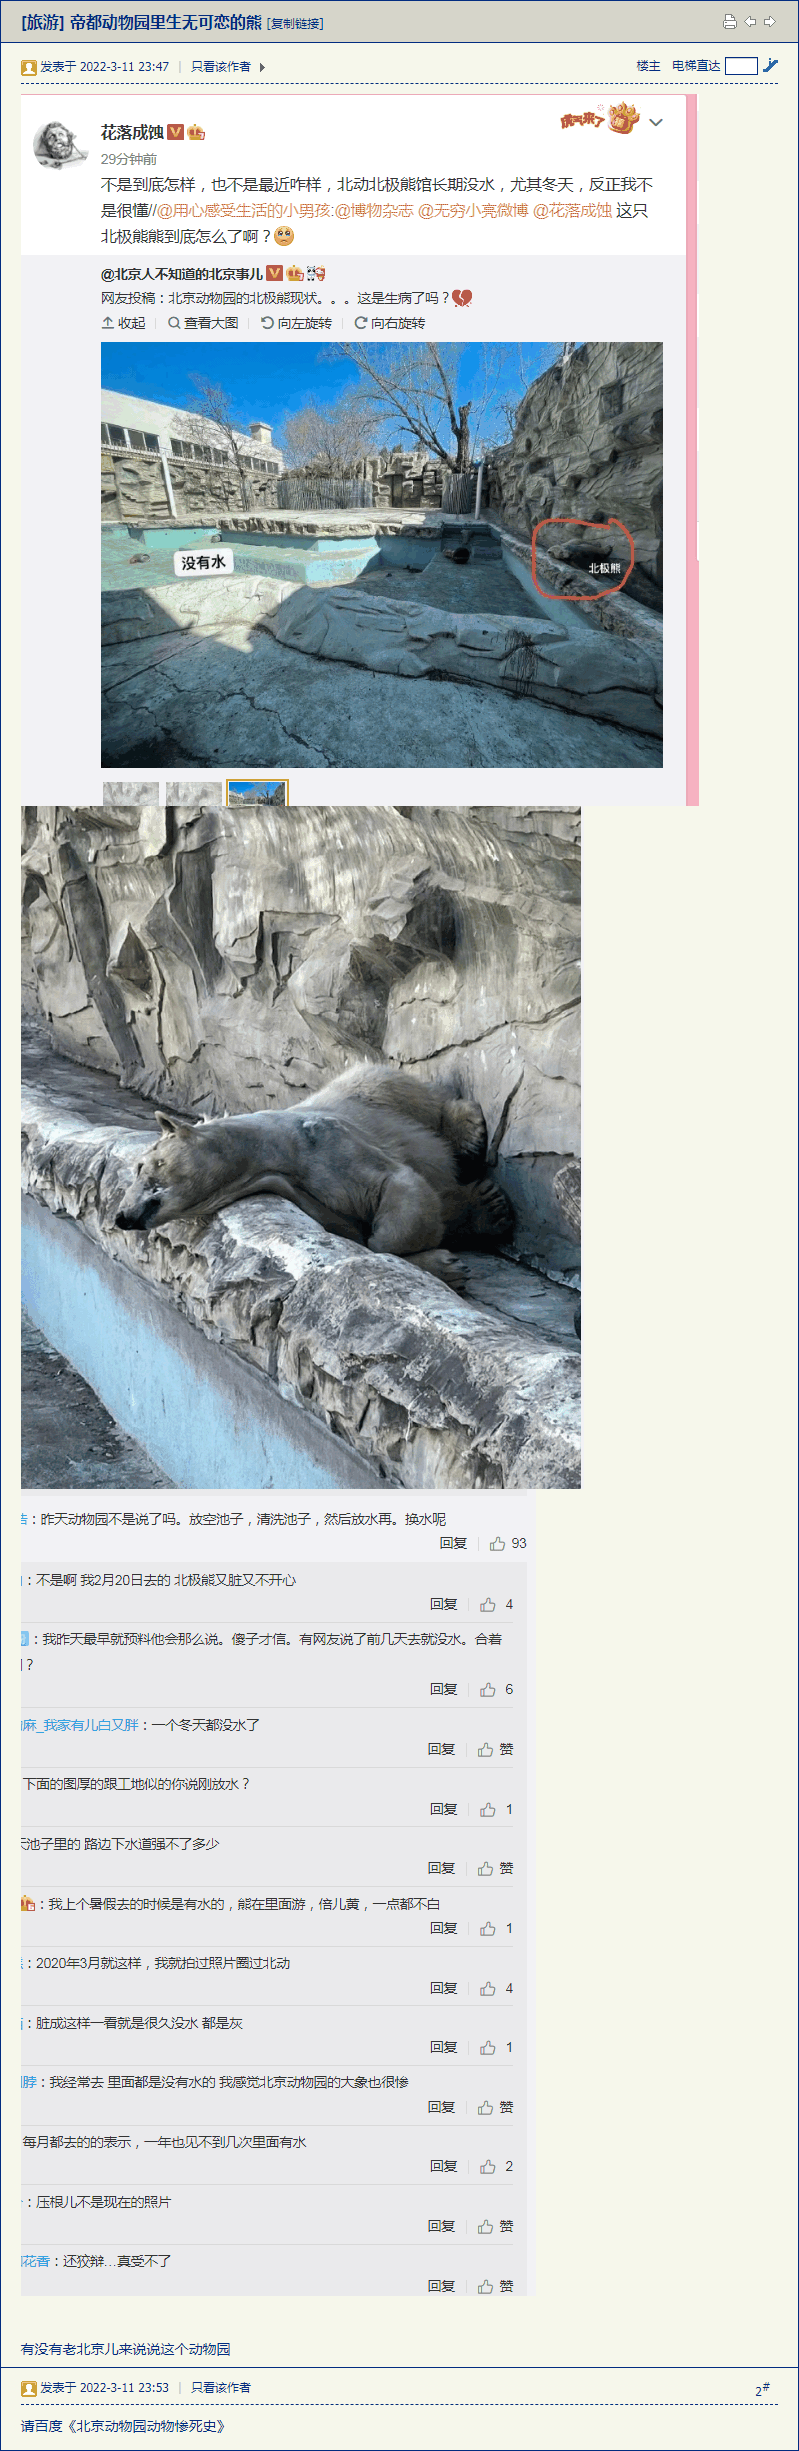 [旅游] 帝都动物园里生无可恋的熊 [复制链接]
发表于 2022-3-11 23:47 | 只看该作者
楼主 电梯直达
花落成蚀
虎气来了
29分钟前
不是到底怎样，也不是最近咋样，北动北极熊馆长期没水，尤其冬天，反正我不
是很懂//@用心感受生活的小男孩:@博物杂志 @无穷小亮微博 @花落成蚀 这只
北极熊熊到底怎么了啊？
@北京人不知道的北京事儿
网友投稿：北京动物园的北极熊现状。。。这是生病了吗？
收起 | 查看大图 | 向左旋转 | 向右旋转
没有水
北极熊
：昨天动物园不是说了吗。放空池子，清洗池子，然后放水再。换水呢
回复 | 93
：不是啊 我2月20日去的 北极熊又脏又不开心
回复 | 4
：我昨天最早就预料他会那么说。傻子才信。有网友说了前几天去就没水。合着
？
回复 | 6
麻_我家有儿白又胖：一个冬天都没水了
回复 | 赞
下面的图厚的跟工地似的你说刚放水？
回复 | 1
池子里的 路边下水道强不了多少
回复 | 赞
：我上个暑假去的时候是有水的，熊在里面游，倍儿黄，一点都不白
回复 | 1
：2020年3月就这样，我就拍过照片圈过北动
回复 | 4
：脏成这样一看就是很久没水 都是灰
回复 | 1
脖：我经常去 里面都是没有水的 我感觉北京动物园的大象也很惨
回复 | 赞
每月都去的的表示，一年也见不到几次里面有水
回复 | 2
：压根儿不是现在的照片
回复 | 赞
花香：还狡辩...真受不了
回复 | 赞
有没有老北京儿来说说这个动物园
发表于 2022-3-11 23:53 | 只看该作者
2#
请百度《北京动物园动物惨死史》